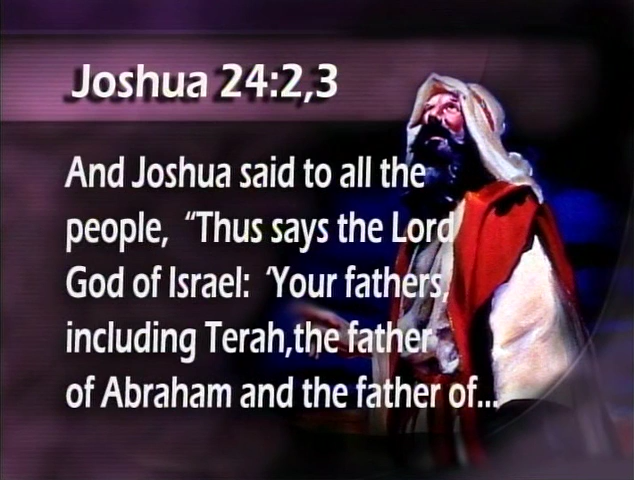 Joshua 24:2,3
And Joshua said to all the
people, “Thus says the Lord
God of Israel: ‘Your fathers,
including Terah,the father
of Abraham and the father of...